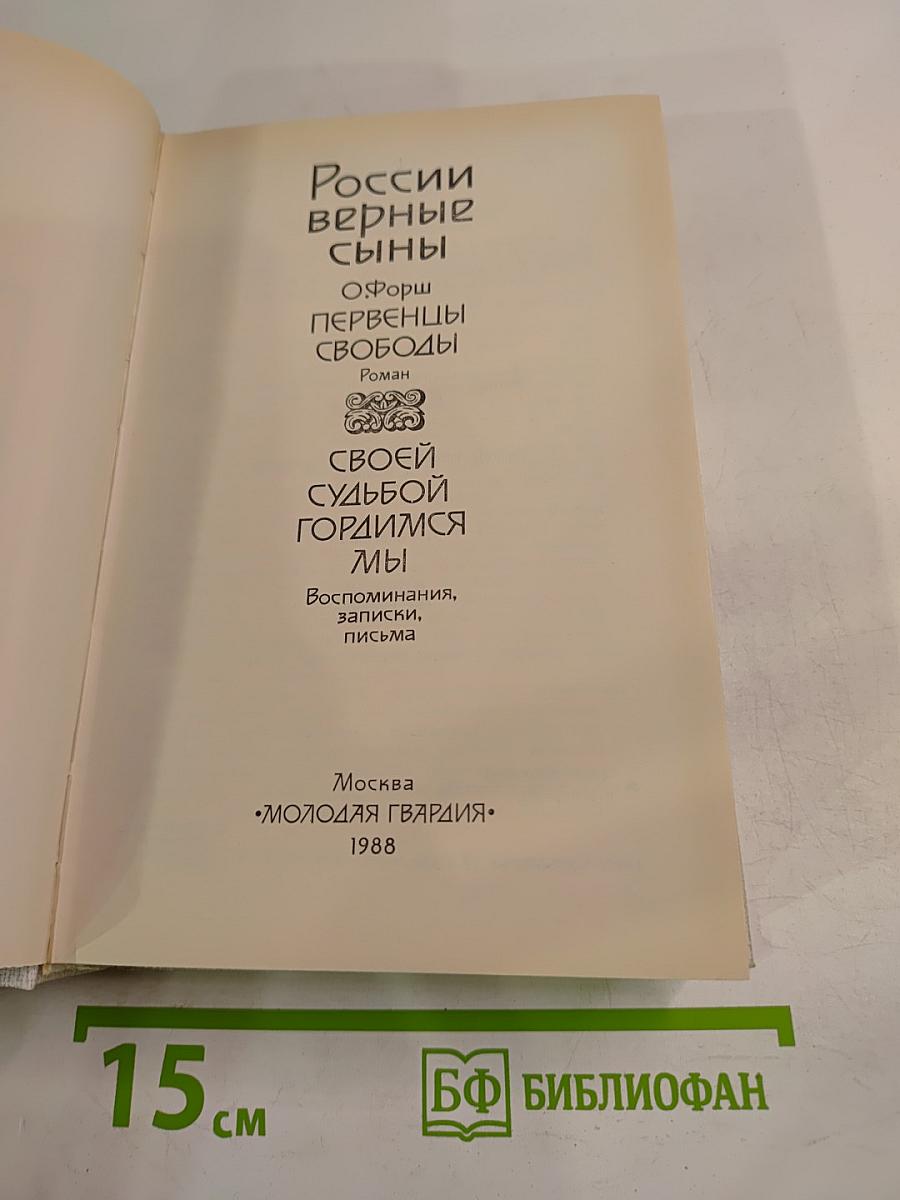 России
верные
сыны
О.Форш
ПЕРВЕНЦЫ
СВОБОДЫ
Роман
СВОЕЙ
СУДЬБОЙ
ГОРДИМСЯ
МЫ
Воспоминания,
записки,
письма
Москва
•МОЛОДАЯ ГВАРДИЯ•
1988
15 см
БФ БИБЛИОФАН